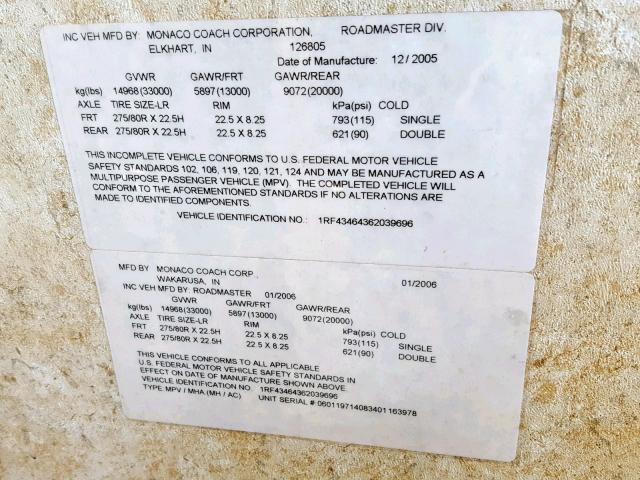 INC VEH MFD BY: MONACO COACH CORPORATION, ROADMASTER DIV.
ELKHART, IN 126805
Date of Manufacture: 12/2005
GVWR GAWR/FRT GAWR/REAR
kg(lbs) 14968(33000) 5897(13000) 9072(20000)
AXLE TIRE SIZE-LR RIM kPa(psi) COLD
FRT 275/80R X 22.5H 22.5 X 8.25 793(115) SINGLE
REAR 275/80R X 22.5H 22.5 X 8.25 621(90) DOUBLE
THIS INCOMPLETE VEHICLE CONFORMS TO U.S. FEDERAL MOTOR VEHICLE
SAFETY STANDARDS 102, 106, 119, 120, 121, 124 AND MAY BE MANUFACTURED AS A
MULTIPURPOSE PASSENGER VEHICLE (MPV). THE COMPLETED VEHICLE WILL
CONFORM TO THE AFOREMENTIONED STANDARDS IF NO ALTERATIONS ARE
MADE TO IDENTIFIED COMPONENTS.
VEHICLE IDENTIFICATION NO.: 1RF43464362039696
MFD BY MONACO COACH CORP. 01/2006
WAKARUSA, IN
INC VEH MFD BY: ROADMASTER 01/2006
GVWR GAWR/FRT GAWR/REAR
kg(lbs) 14968(33000) 5897(13000) 9072(20000)
AXLE TIRE SIZE-LR RIM kPa(psi) COLD
FRT 275/80R X 22.5H 22.5 X 8.25 793(115) SINGLE
REAR 275/80R X 22.5H 22.5 X 8.25 621(90) DOUBLE
THIS VEHICLE CONFORMS TO ALL APPLICABLE
U.S. FEDERAL MOTOR VEHICLE SAFETY STANDARDS IN
EFFECT ON DATE OF MANUFACTURE SHOWN ABOVE.
VEHICLE IDENTIFICATION NO.: 1RF43464362039696
TYPE: MPV / MHA (MH / AC) UNIT SERIAL #:060119714083401163978